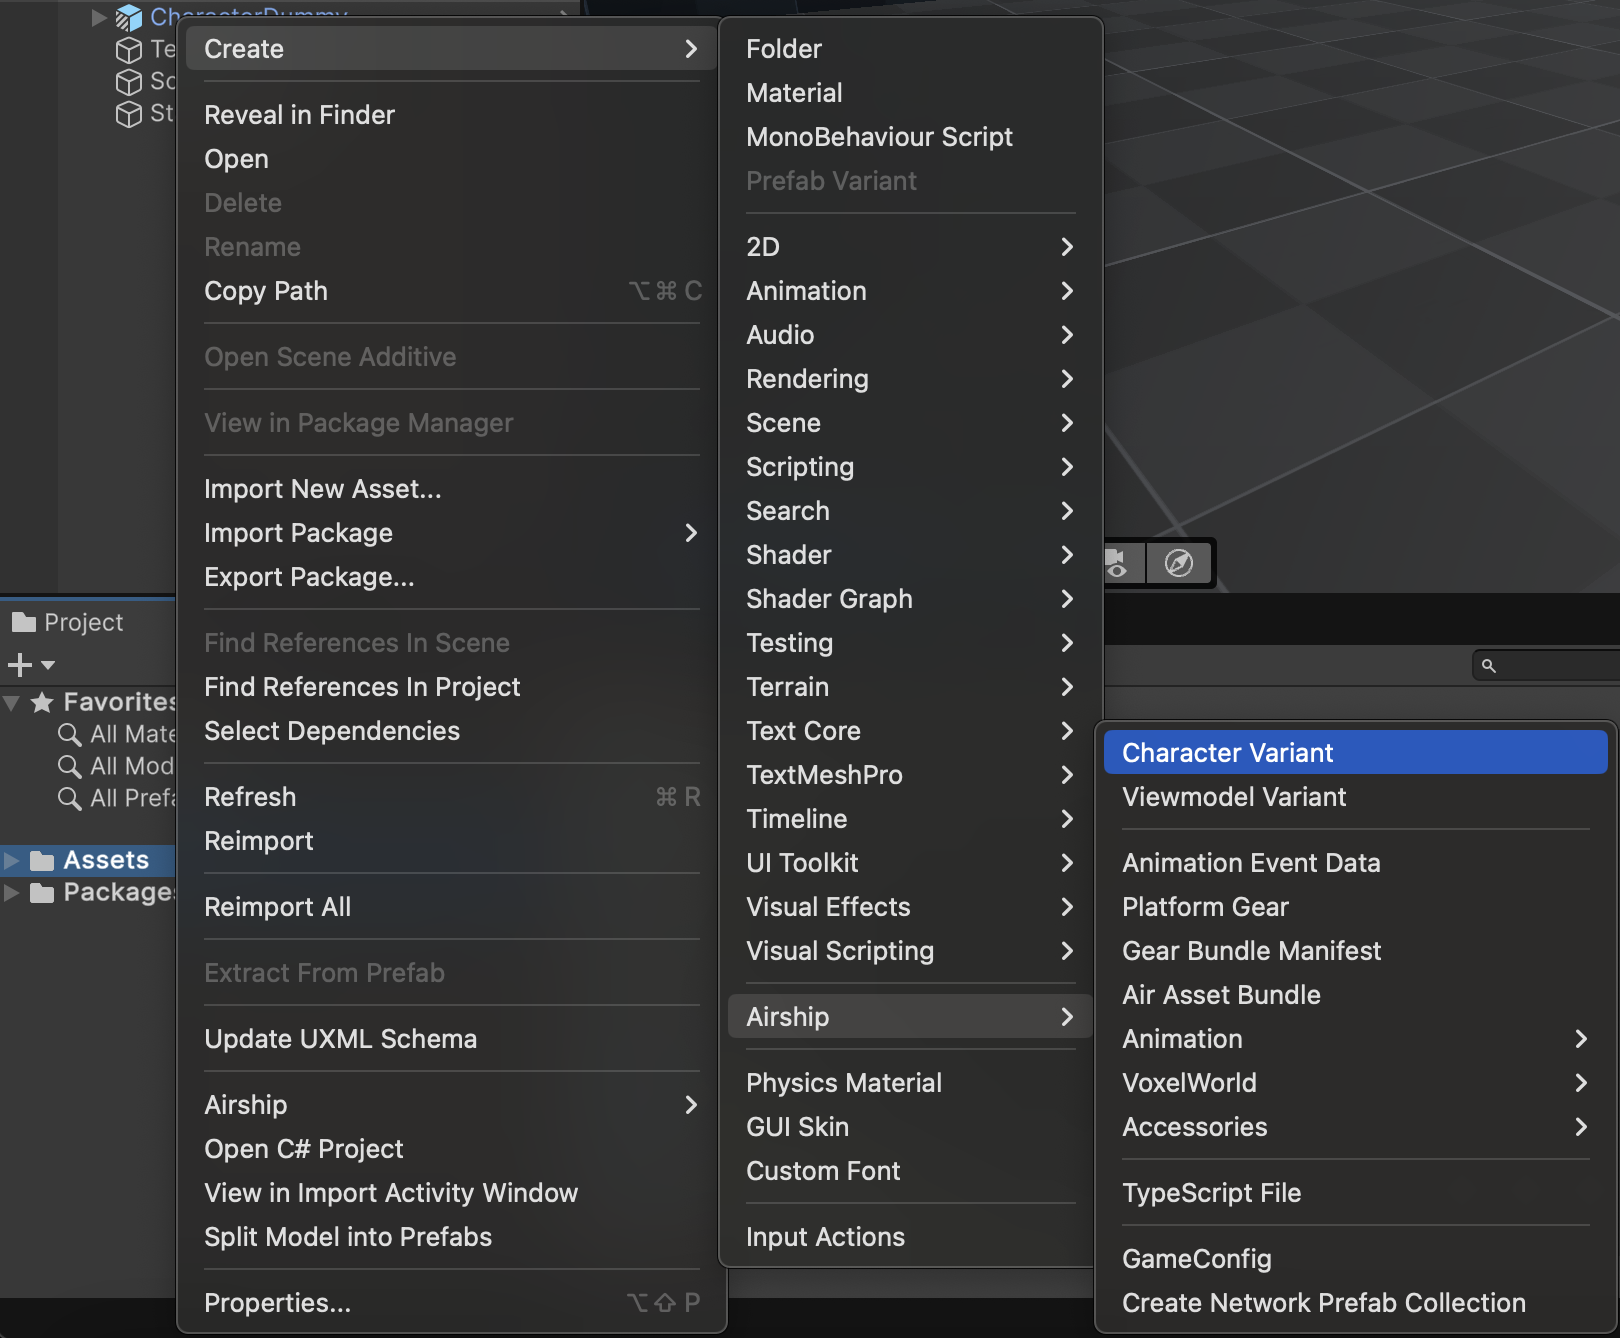 Create
Reveal in Finder
Open
Delete
Rename
Copy Path ⌥⌘C
Open Scene Additive
View in Package Manager
Import New Asset...
Import Package
Export Package...
Find References In Scene
Find References In Project
Select Dependencies
Refresh ⌘R
Reimport
Reimport All
Extract From Prefab
Update UXML Schema
Airship
Open C# Project
View in Import Activity Window
Split Model into Prefabs
Properties... ⌥⇧P
Folder
Material
MonoBehaviour Script
Prefab Variant
2D
Animation
Audio
Rendering
Scene
Scripting
Search
Shader
Shader Graph
Testing
Terrain
Text Core
TextMeshPro
Timeline
UI Toolkit
Visual Effects
Visual Scripting
Airship
Physics Material
GUI Skin
Custom Font
Input Actions
Character Variant
Viewmodel Variant
Animation Event Data
Platform Gear
Gear Bundle Manifest
Air Asset Bundle
Animation
VoxelWorld
Accessories
TypeScript File
GameConfig
Create Network Prefab Collection
Project
Favorites
All Mate
All Mod
All Prefa
Assets
Packages